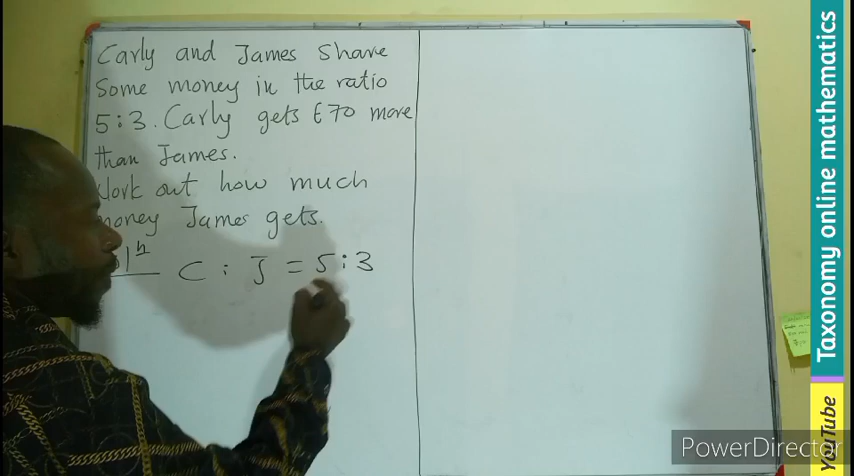 Carly and James Share
Some money in the ratio
5:3. Carly gets £70 more
than James.
Work out how much
money James gets.
C : J = 5:3
Taxonomy online mathematics
YouTube
PowerDirector